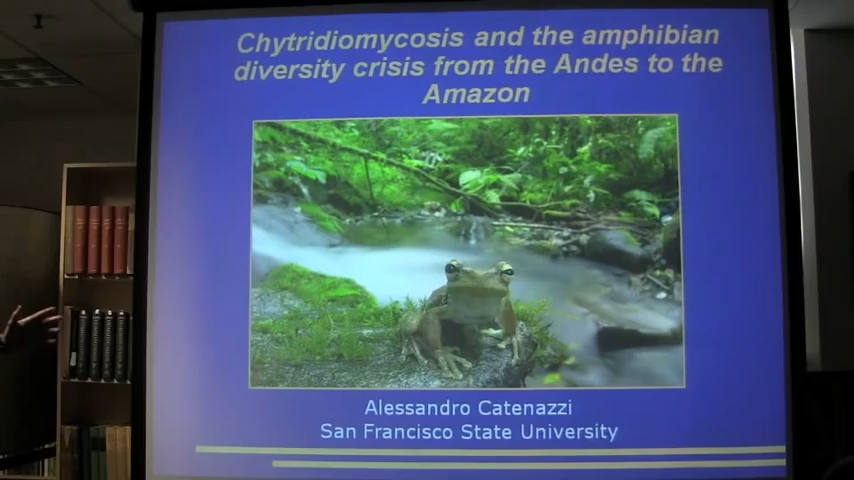 Chytridiomycosis and the amphibian
diversity crisis from the Andes to the
Amazon
Alessandro Catenazzi
San Francisco State University